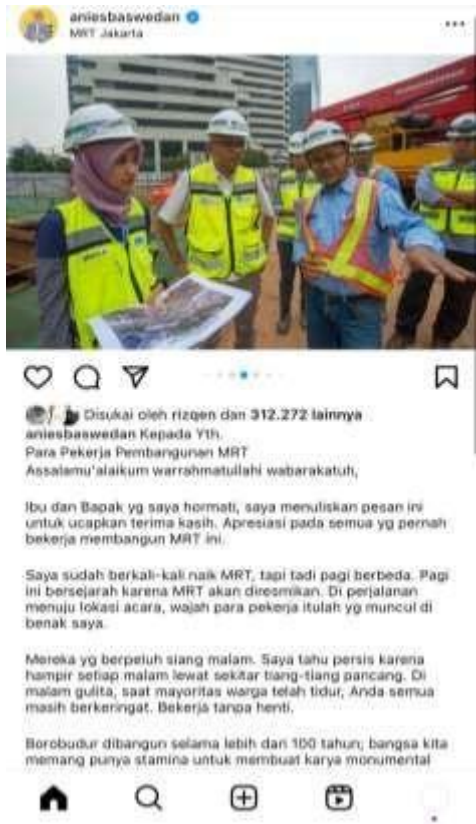 aniesbaswedan
MRT Jakarta
Disukai oleh rizqen dan 312.272 lainnya
aniesbaswedan Kepada Yth.
Para Pekerja Pembangunan MRT
Assalamu'alaikum warrahmatullahi wabarakatuh,
Ibu dan Bapak yg saya hormati, saya menuliskan pesan ini
untuk ucapkan terima kasih. Apresiasi pada semua yg pernah
bekerja membangun MRT ini.
Saya sudah berkali-kali naik MRT, tapi tadi pagi berbeda. Pagi
ini bersejarah karena MRT akan diresmikan. Di perjalanan
menuju lokasi acara, wajah para pekerja itulah yg muncul di
benak saya.
Mereka yg berpeluh siang malam. Saya tahu persis karena
hampir setiap malam lewat sekitar tiang-tiang pancang. Di
malam gulita, saat mayoritas warga telah tidur, Anda semua
masih berkeringat. Bekerja tanpa henti.
Borobudur dibangun selama lebih dari 100 tahun; bangsa kita
memang punya stamina untuk membuat karya monumental